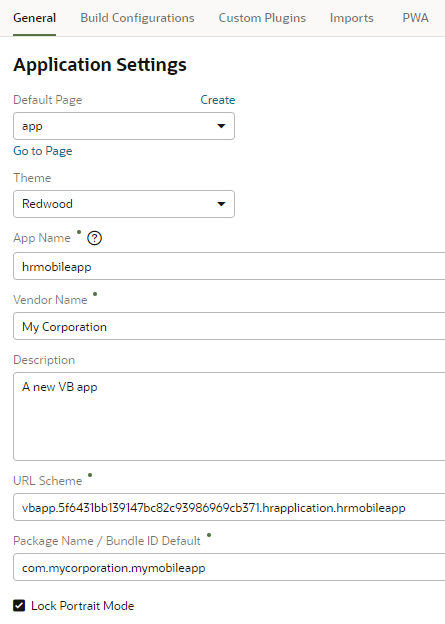 General Build Configurations Custom Plugins Imports PWA
Application Settings
Default Page Create
app
Go to Page
Theme
Redwood
App Name ?
hrmobileapp
Vendor Name
My Corporation
Description
A new VB app
URL Scheme
vbapp.5f6431bb139147bc82c93986969cb371.hrapplication.hrmobileapp
Package Name / Bundle ID Default
com.mycorporation.mymobileapp
Lock Portrait Mode